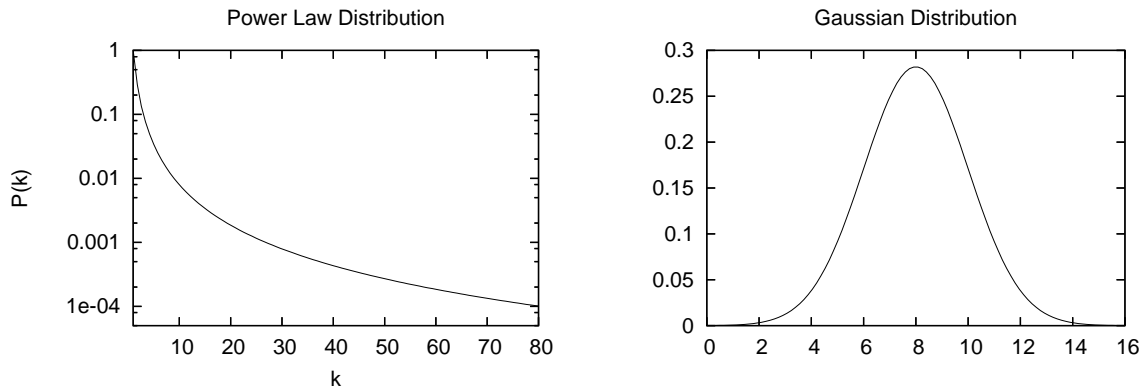 Power Law Distribution
1
0.1
0.01
0.001
1e-04
P(k)
10 20 30 40 50 60 70 80
k
Gaussian Distribution
0.3
0.25
0.2
0.15
0.1
0.05
0
0 2 4 6 8 10 12 14 16